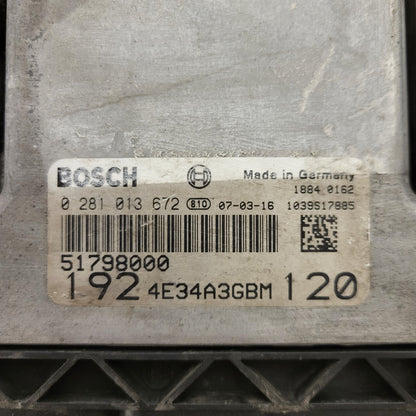 BOSCH Made in Germany
1884 0162
0 281 013 672 810 07-03-16 1039S17885
51798000
192 4E34A3GBM 120